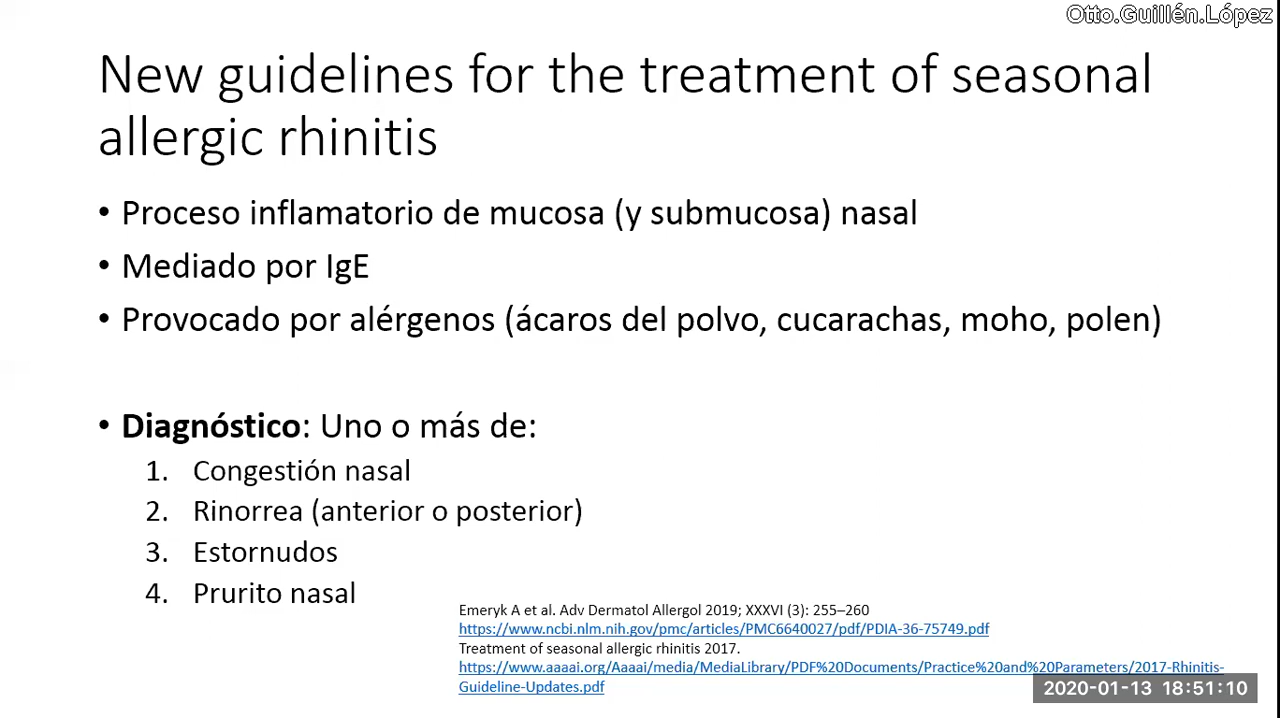 Otto.Guillén.López
New guidelines for the treatment of seasonal
allergic rhinitis
• Proceso inflamatorio de mucosa (y submucosa) nasal
• Mediado por IgE
• Provocado por alérgenos (ácaros del polvo, cucarachas, moho, polen)
• Diagnóstico: Uno o más de:
1. Congestión nasal
2. Rinorrea (anterior o posterior)
3. Estornudos
4. Prurito nasal
Emeryk A et al. Adv Dermatol Allergol 2019; XXXVI (3): 255–260
https://www.ncbi.nlm.nih.gov/pmc/articles/PMC6640027/pdf/PDIA-36-75749.pdf
Treatment of seasonal allergic rhinitis 2017.
https://www.aaaai.org/Aaaai/media/MediaLibrary/PDF%20Documents/Practice%20and%20Parameters/2017-Rhinitis-
Guideline-Updates.pdf
2020-01-13 18:51:10